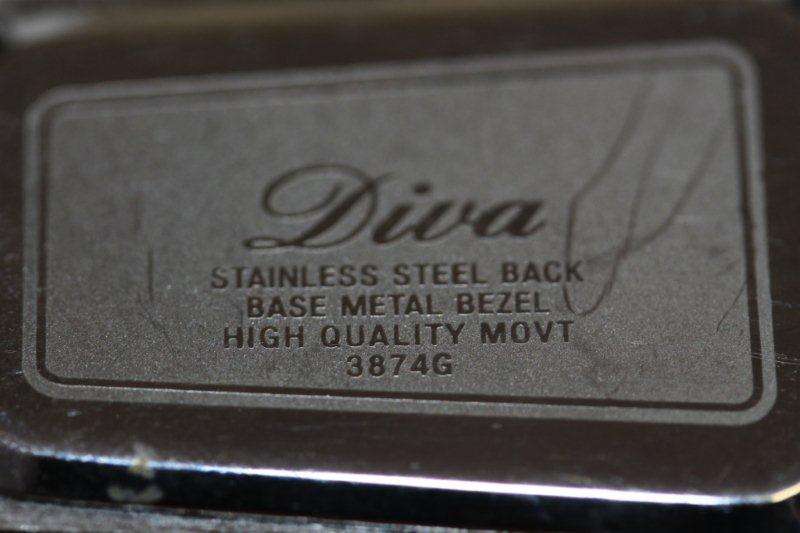 Diva
STAINLESS STEEL BACK
BASE METAL BEZEL
HIGH QUALITY MOVT
3874G